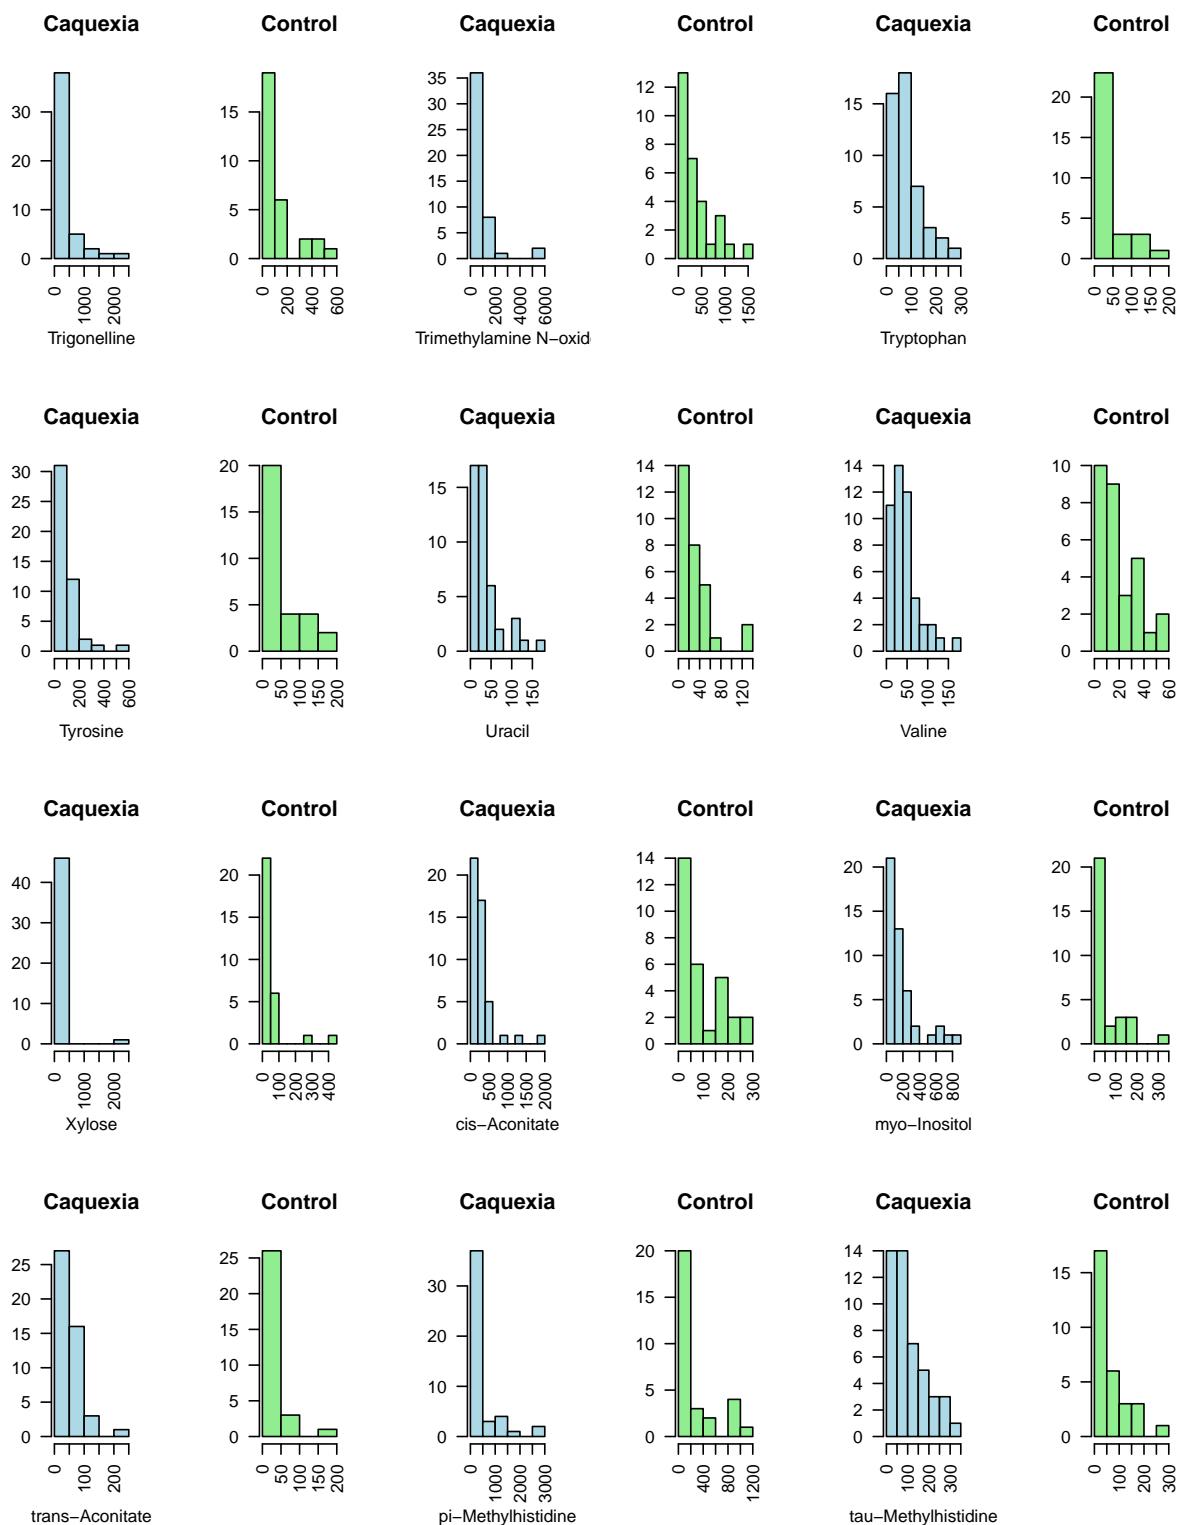 Caquexia Control Caquexia Control Caquexia Control
30 15 35 30 25 20 15 10 5 0 12 10 8 6 4 2 0 15 10 5 0 20 15 10 5 0
20 10 0 10 5 0
0 1000 2000 0 200 400 600 0 2000 4000 6000 0 500 1500 0 100 200 300 0 50 100 150 200
Trigonelline Trimethylamine N−oxid Tryptophan
Caquexia Control Caquexia Control Caquexia Control
30 25 20 15 10 5 0 20 15 10 5 0 15 10 5 0 14 12 10 8 6 4 2 0 14 12 10 8 6 4 2 0 10 8 6 4 2 0
0 200 400 600 0 50 100 150 200 0 50 100 150 0 40 80 120 0 50 100 150 0 20 40 60
Tyrosine Uracil Valine
Caquexia Control Caquexia Control Caquexia Control
40 30 20 10 0 20 15 10 5 0 20 15 10 5 0 14 12 10 8 6 4 2 0 20 15 10 5 0 20 15 10 5 0
0 1000 2000 0 100 200 300 400 0 500 1000 1500 2000 0 100 200 300 0 200 400 600 800 0 100 200 300
Xylose cis−Aconitate myo−Inositol
Caquexia Control Caquexia Control Caquexia Control
25 20 15 10 5 0 25 20 15 10 5 0 30 20 10 0 20 15 10 5 0 14 12 10 8 6 4 2 0 15 10 5 0
0 100 200 0 50 100 150 200 0 1000 2000 3000 0 400 800 1200 0 100 200 300 0 100 200 300
trans−Aconitate pi−Methylhistidine tau−Methylhistidine